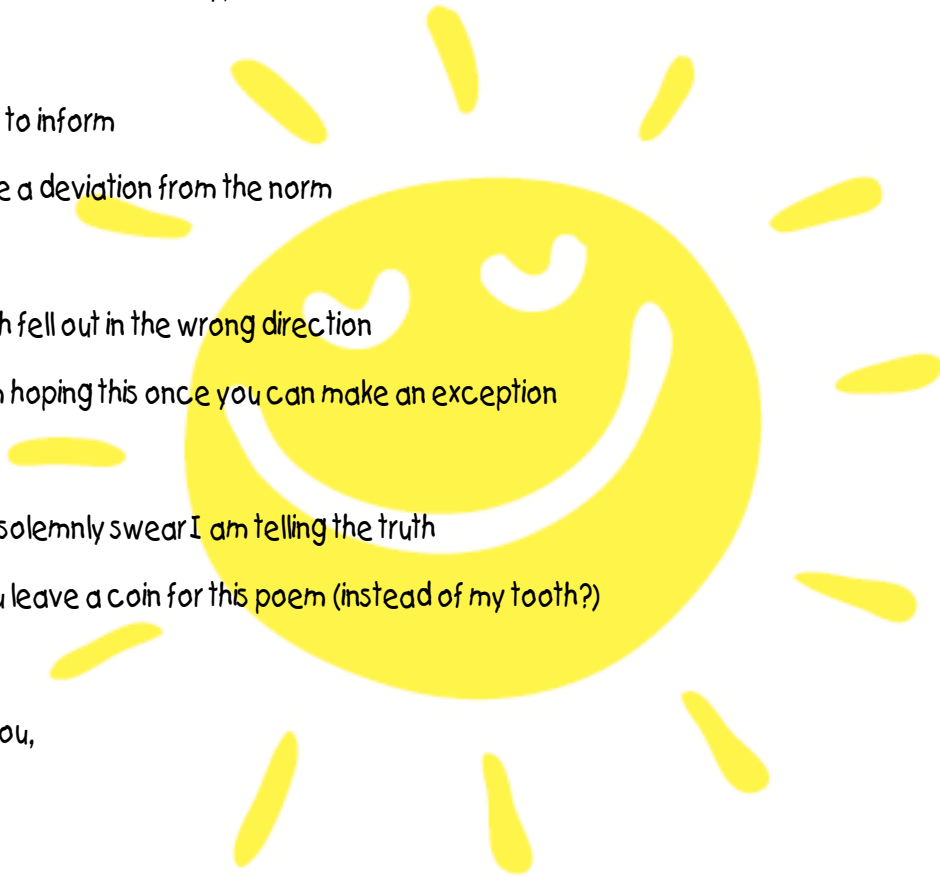 to inform
e a deviation from the norm
h fell out in the wrong direction
hoping this once you can make an exception
solemnly swear I am telling the truth
leave a coin for this poem (instead of my tooth?)
ou,